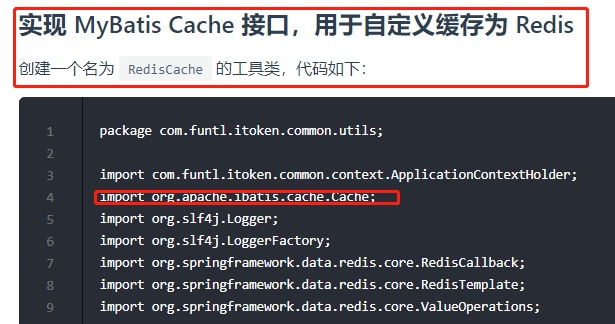 实现 MyBatis Cache 接口，用于自定义缓存为 Redis
创建一个名为 RedisCache 的工具类，代码如下：
1 package com.funtl.itoken.common.utils;
2
3 import com.funtl.itoken.common.context.ApplicationContextHolder;
4 import org.apache.ibatis.cache.Cache;
5 import org.slf4j.Logger;
6 import org.slf4j.LoggerFactory;
7 import org.springframework.data.redis.core.RedisCallback;
8 import org.springframework.data.redis.core.RedisTemplate;
9 import org.springframework.data.redis.core.ValueOperations;